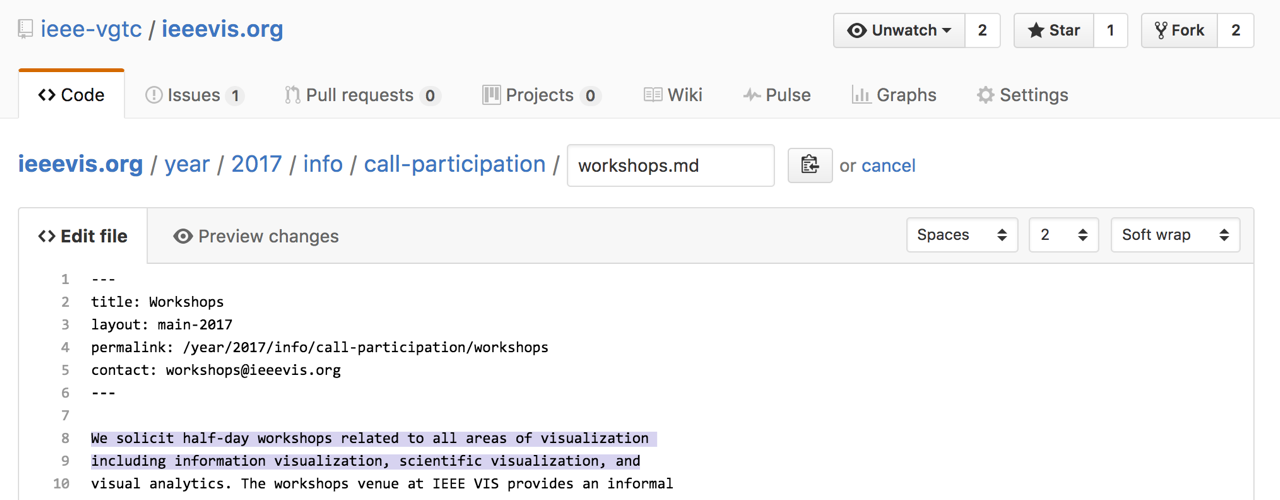 ieee-vgtc / ieeevis.org
Unwatch 2
Star 1
Fork 2
<> Code
Issues 1
Pull requests 0
Projects 0
Wiki
Pulse
Graphs
Settings
ieeevis.org / year / 2017 / info / call-participation / workshops.md or cancel
<> Edit file
Preview changes
Spaces
2
Soft wrap
1 ---
2 title: Workshops
3 layout: main-2017
4 permalink: /year/2017/info/call-participation/workshops
5 contact: workshops@ieeevis.org
6 ---
7
8 We solicit half-day workshops related to all areas of visualization
9 including information visualization, scientific visualization, and
10 visual analytics. The workshops venue at IEEE VIS provides an informal